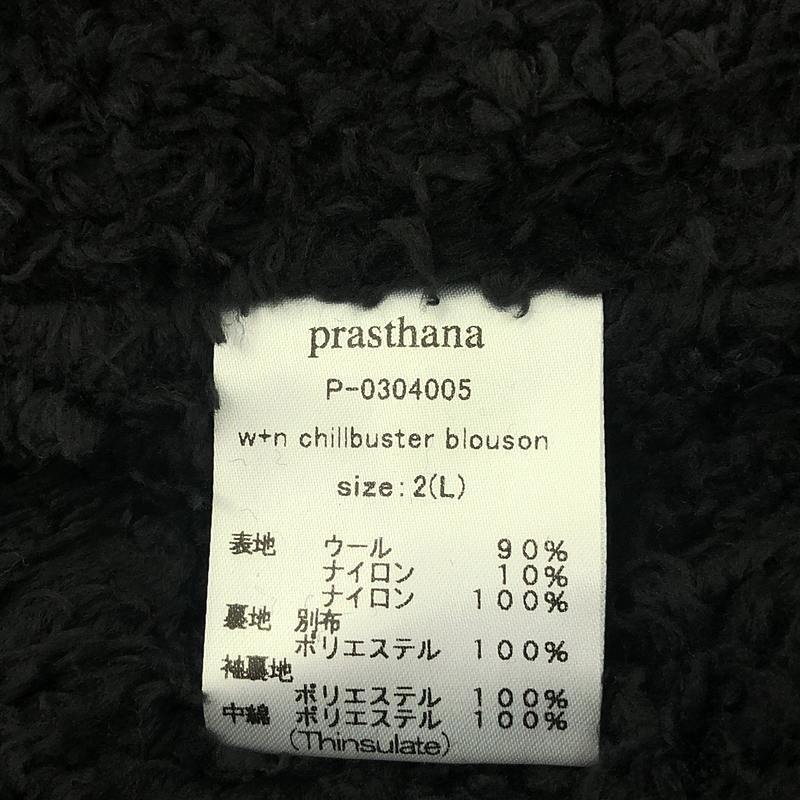 prasthana
P-0304005
w+n chillbuster blouson
size:2(L)
表地 ウール 90%
ナイロン 10%
ナイロン 100%
裏地 別布
ポリエステル 100%
袖裏地
ポリエステル 100%
中綿 ポリエステル 100%
(Thinsulate)